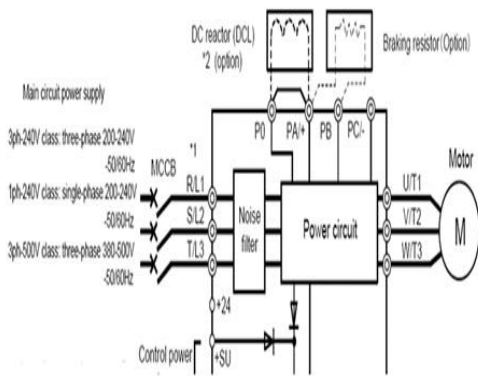 DC reactor (DCL)
*2 (option)
Braking resistor (Option)
Main circuit power supply
3ph-240V class: three-phase 200-240V
-50/60Hz
1ph-240V class: single-phase 200-240V
-50/60Hz
3ph-500V class: three-phase 380-500V
-50/60Hz
*1
MCCB
P0
PA/+
PB
PC/-
R/L1
S/L2
T/L3
Noise
filter
Power circuit
U/T1
V/T2
W/T3
Motor
M
+24
Control power
+SU